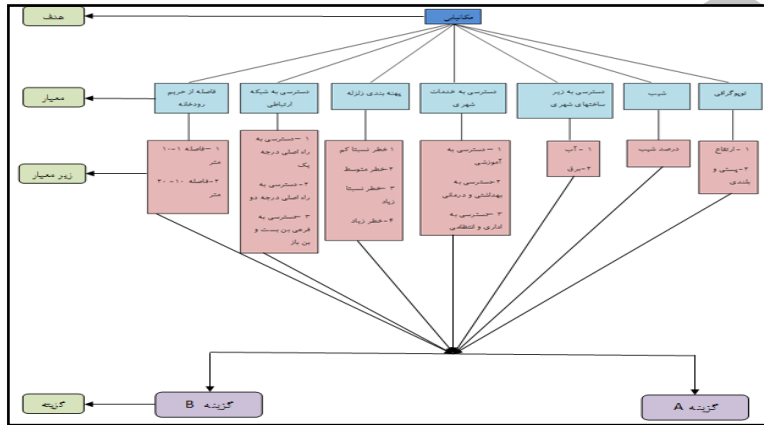 هدف
مکانیابی
معیار
توپوگرافی
شیب
دسترسی به زیر
ساختهای شهری
دسترسی به خدمات
شهری
پهنه بندی زلزله
دسترسی به شبکه
ارتباطی
فاصله از حریم
رودخانه
زیر معیار
۱ -ارتفاع
۲-پستی و
بلندی
درصد شیب
۱ -آب
۲-برق
۱ -دسترسی به
آموزشی
۲-دسترسی به
بهداشتی و درمانی
۳ -دسترسی به
اداری و انتظامی
۱ خطر نسبتا کم
۲-خطر متوسط
۳ -خطر نسبتا
زیاد
۴-خطر زیاد
۱ -دسترسی به
راه اصلی درجه
یک
۲-دسترسی به
راه اصلی درجه دو
۳ -دسترسی به
فرعی بن بست و
بن باز
۱ -فاصله ۱-۱۰
متر
۲-فاصله ۱۰- ۲۰
متر
گزینه
گزینه A
گزینه B